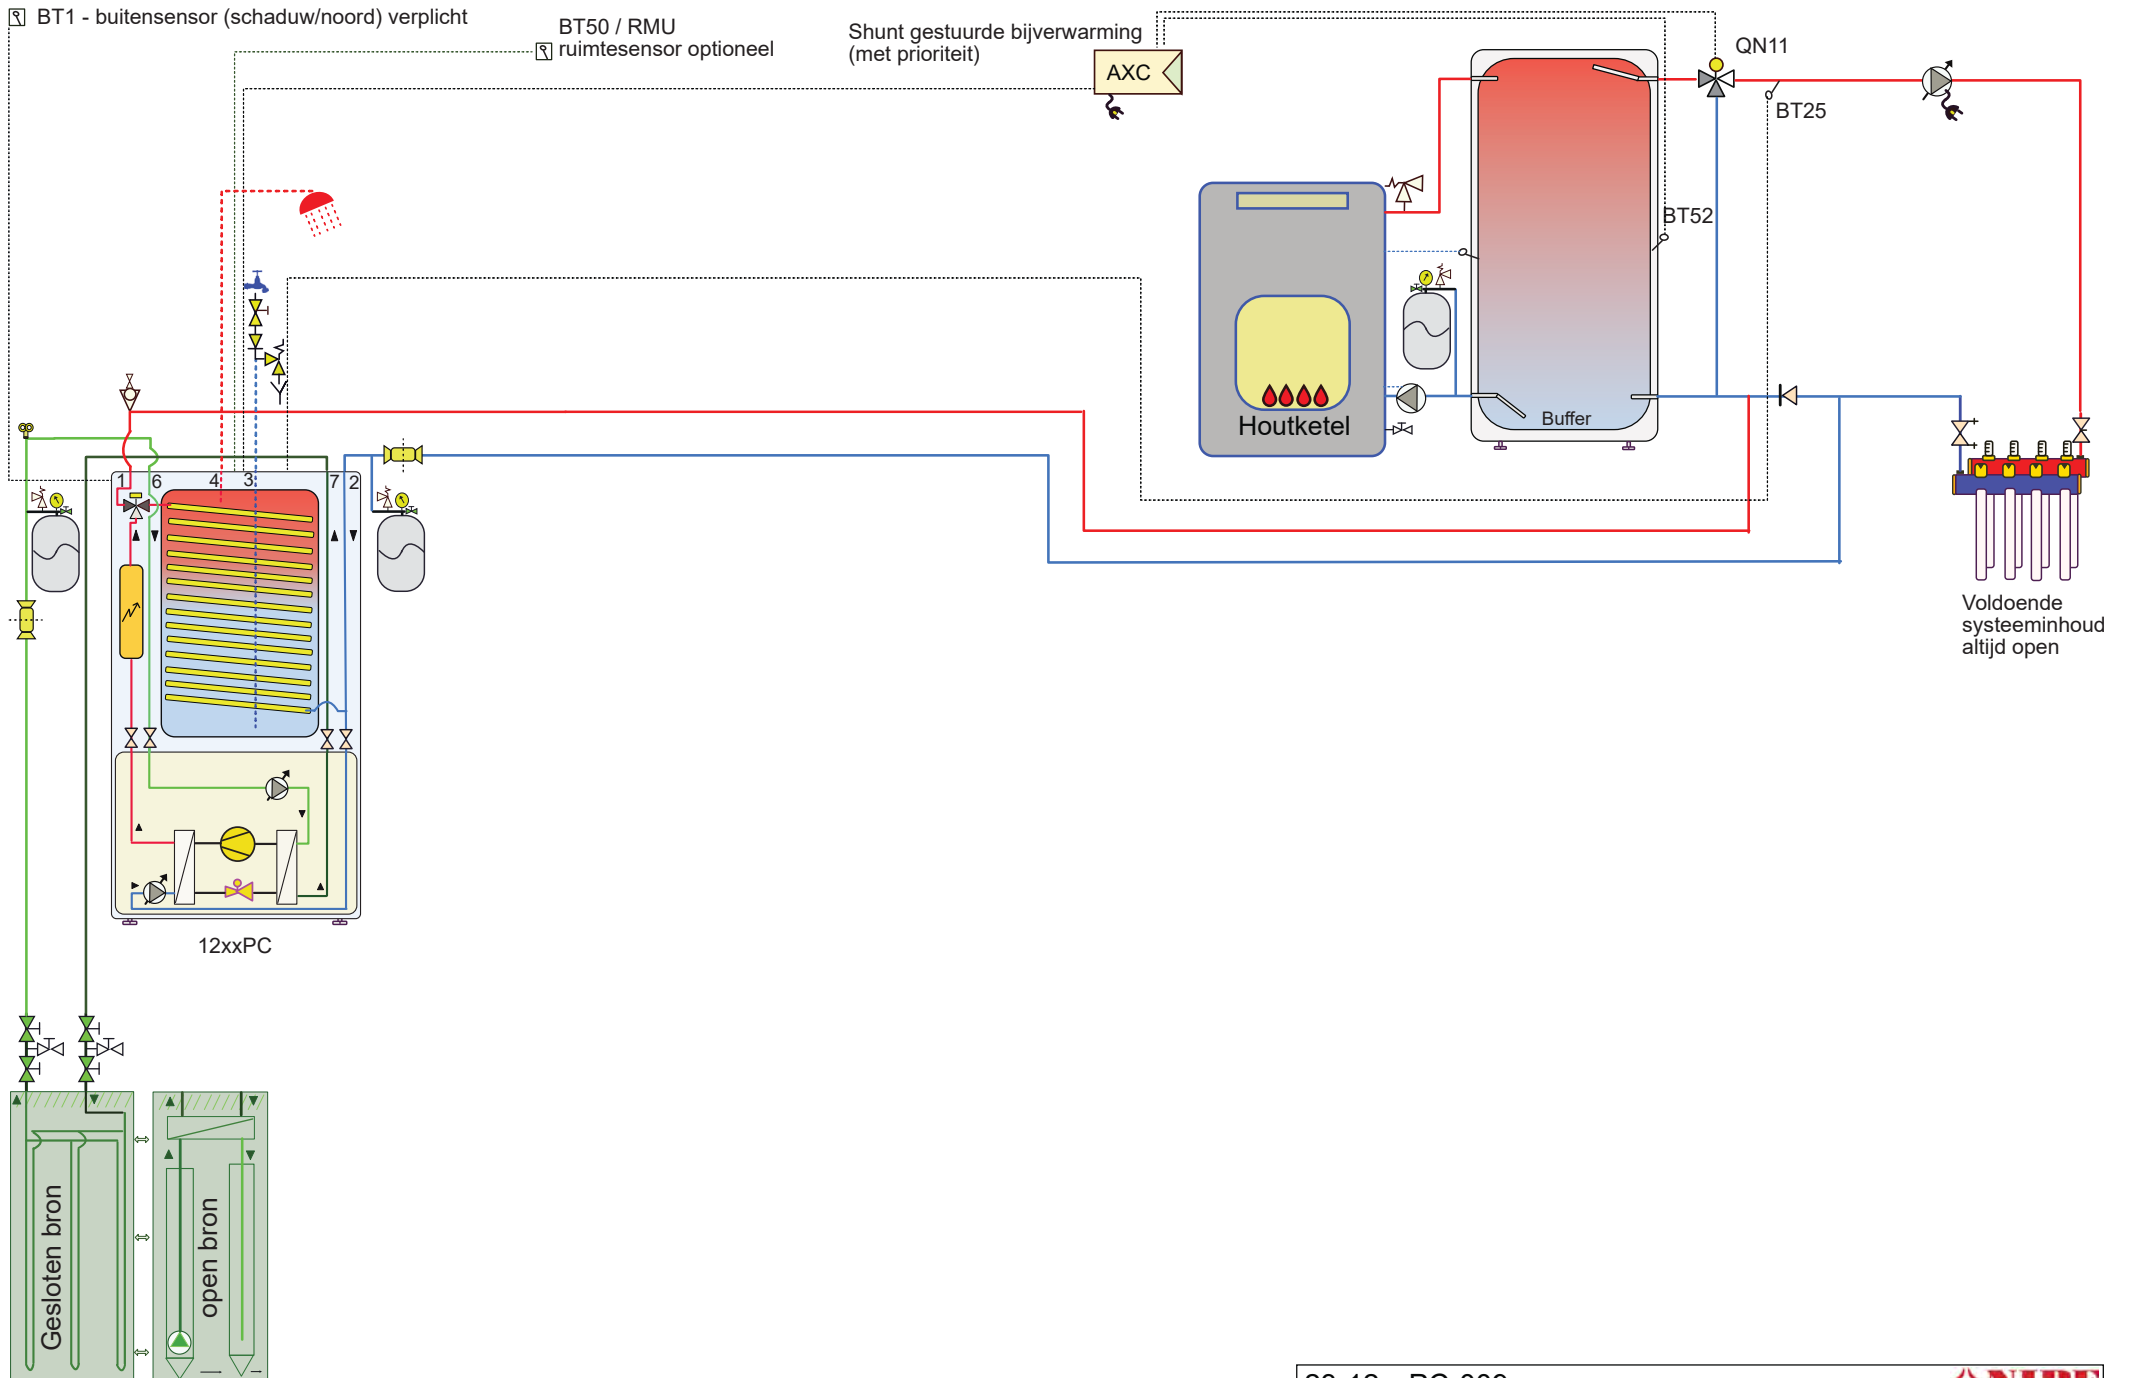 BT1 - buitensensor (schaduw/noord) verplicht
BT50 / RMU
ruimtesensor optioneel
Shunt gestuurde bijverwarming
(met prioriteit)
AXC
QN11
BT25
BT52
Houtketel
Buffer
1
6
4
3
7
2
Voldoende
systeeminhoud
altijd open
12xxPC
Gesloten bron
open bron
NIBE